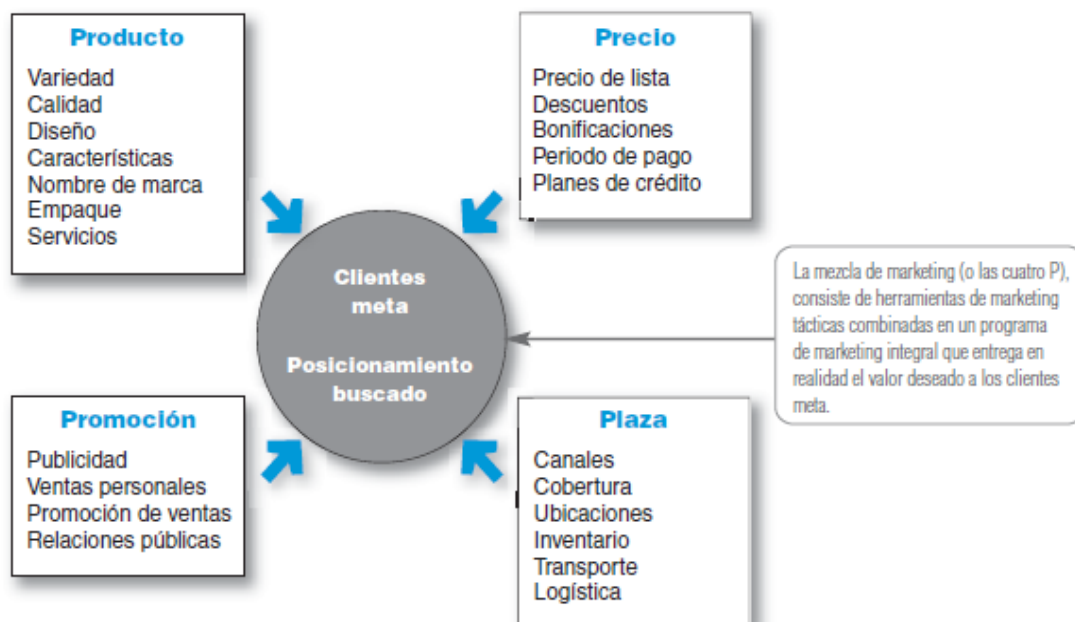 Producto
Variedad
Calidad
Diseño
Características
Nombre de marca
Empaque
Servicios
Precio
Precio de lista
Descuentos
Bonificaciones
Periodo de pago
Planes de crédito
Clientes
meta
Posicionamiento
buscado
La mezcla de marketing (o las cuatro P),
consiste de herramientas de marketing
tácticas combinadas en un programa
de marketing integral que entrega en
realidad el valor deseado a los clientes
meta.
Promoción
Publicidad
Ventas personales
Promoción de ventas
Relaciones públicas
Plaza
Canales
Cobertura
Ubicaciones
Inventario
Transporte
Logística